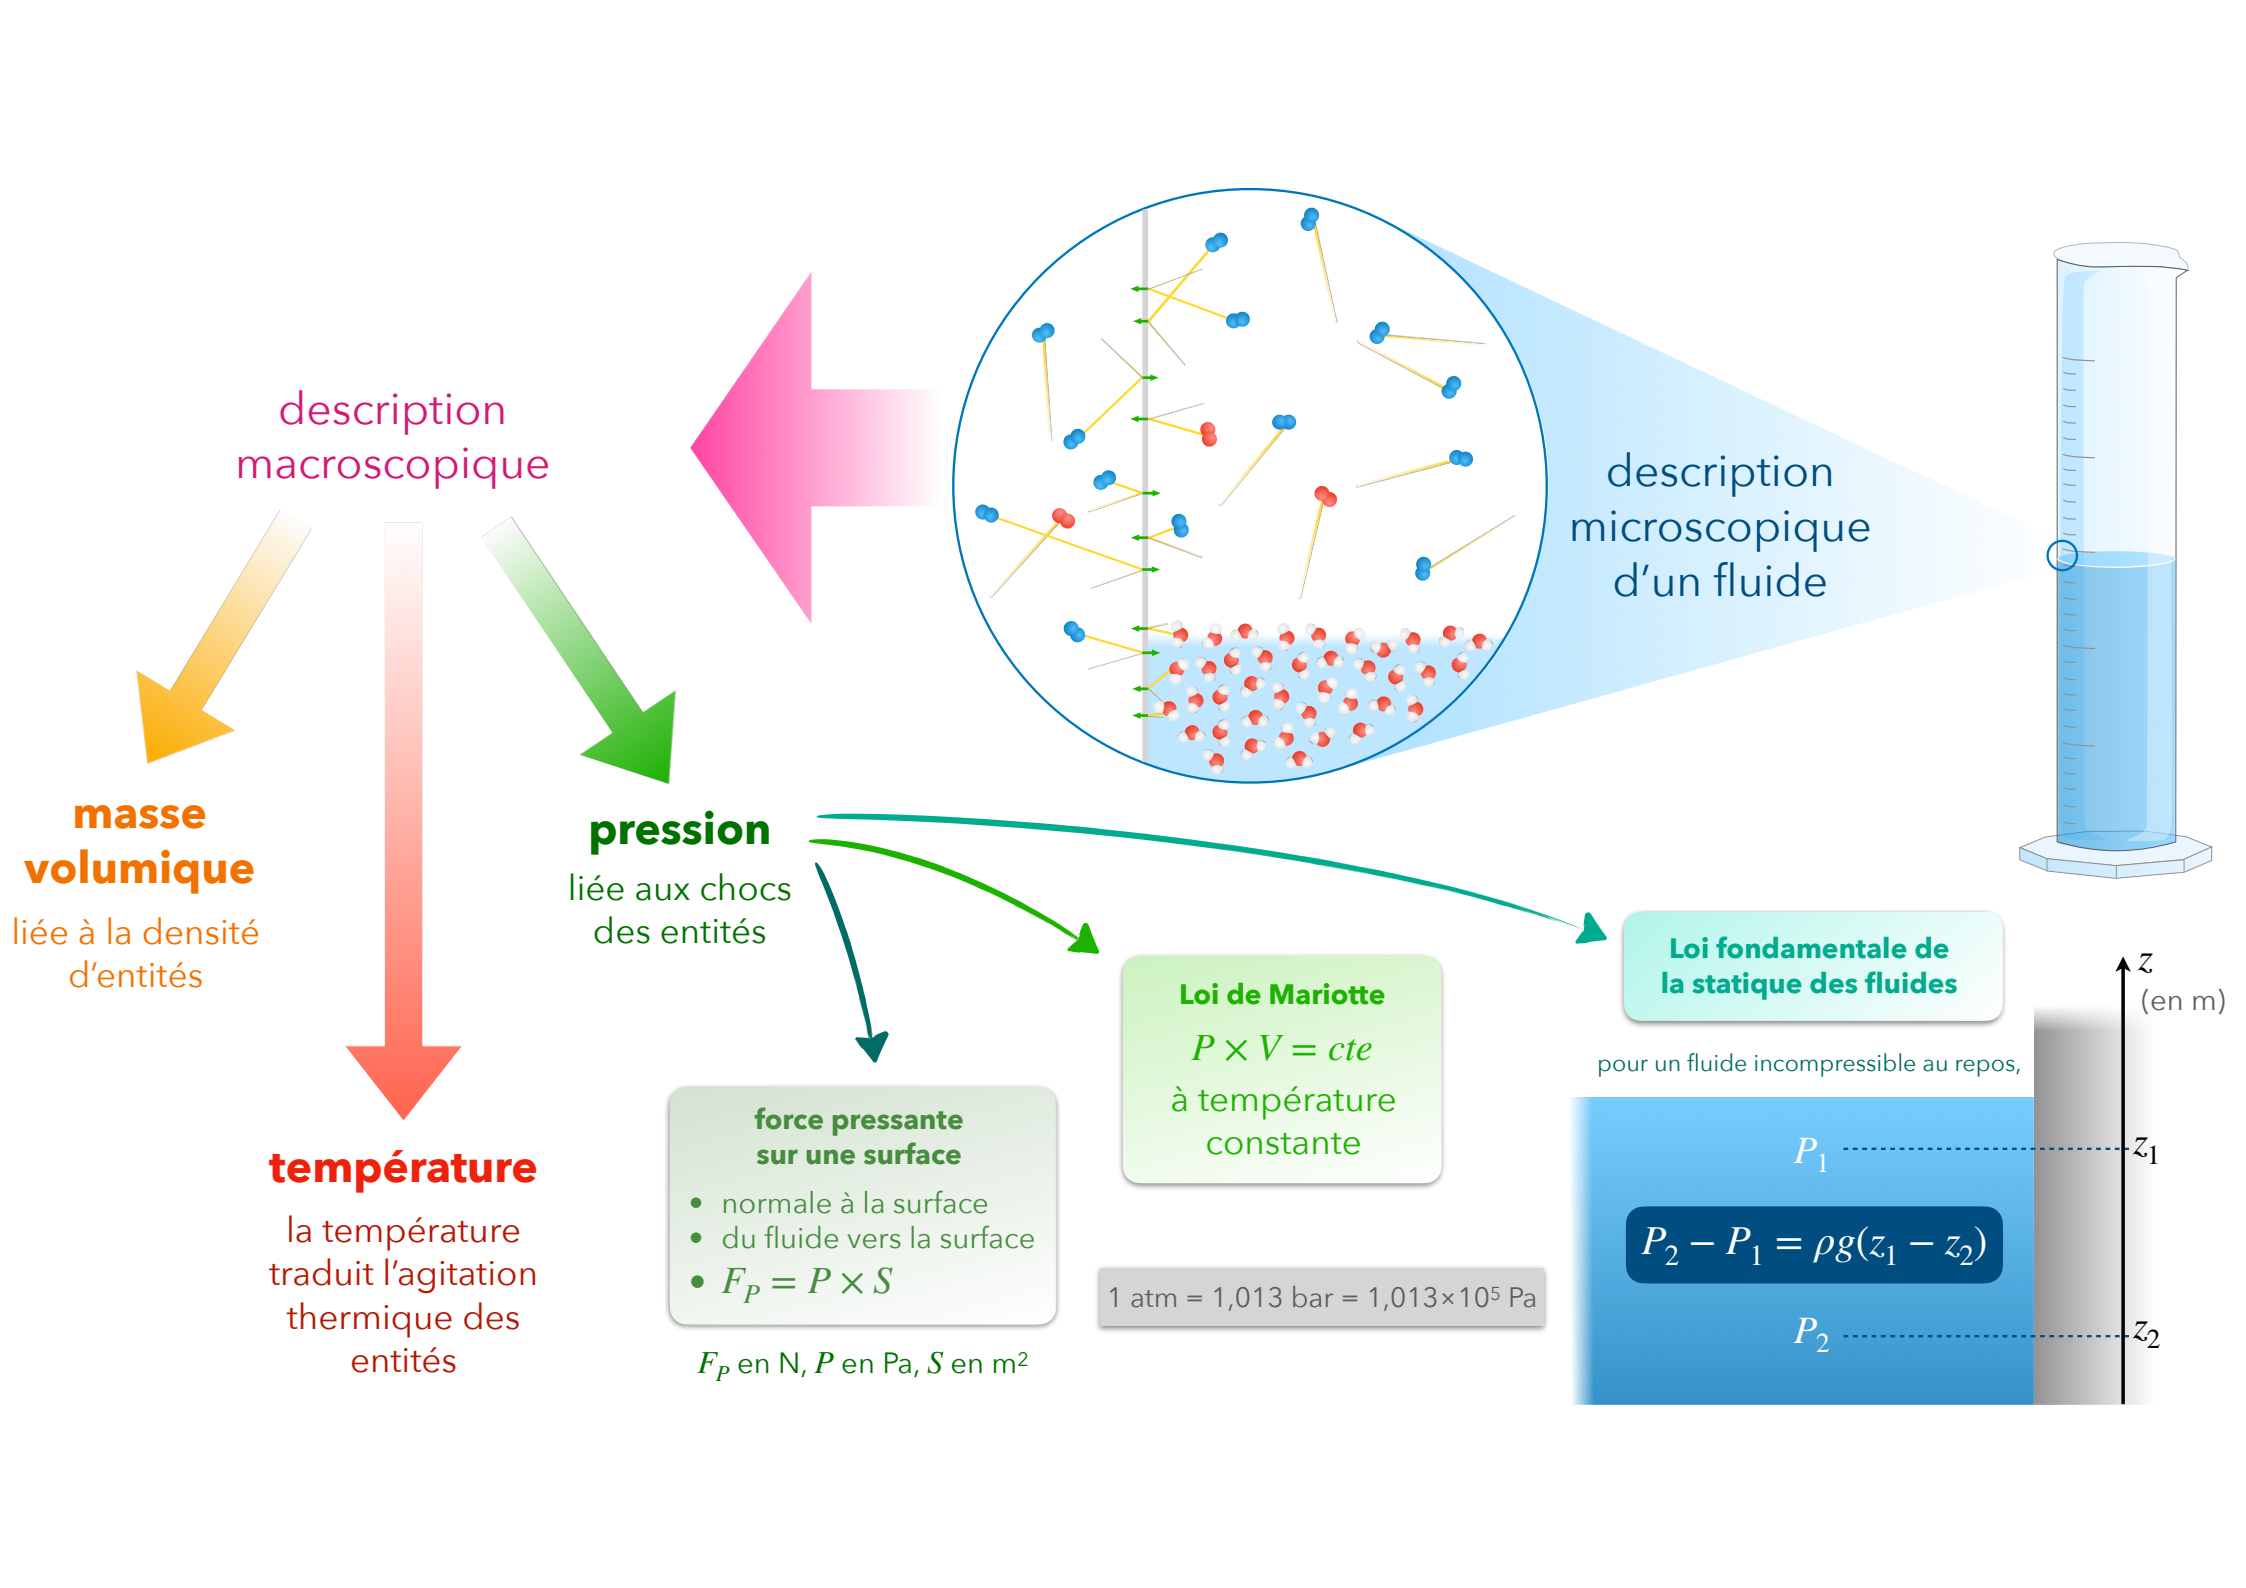 description
macroscopique
description
microscopique
d’un fluide
masse
volumique
liée à la densité
d’entités
température
la température
traduit l’agitation
thermique des
entités
pression
liée aux chocs
des entités
force pressante
sur une surface
• normale à la surface
• du fluide vers la surface
• F_P = P × S
F_P en N, P en Pa, S en m²
Loi de Mariotte
P × V = cte
à température
constante
1 atm = 1,013 bar = 1,013×10⁵ Pa
Loi fondamentale de
la statique des fluides
pour un fluide incompressible au repos,
z
(en m)
P₁
z₁
P₂ − P₁ = ρg(z₁ − z₂)
P₂
z₂